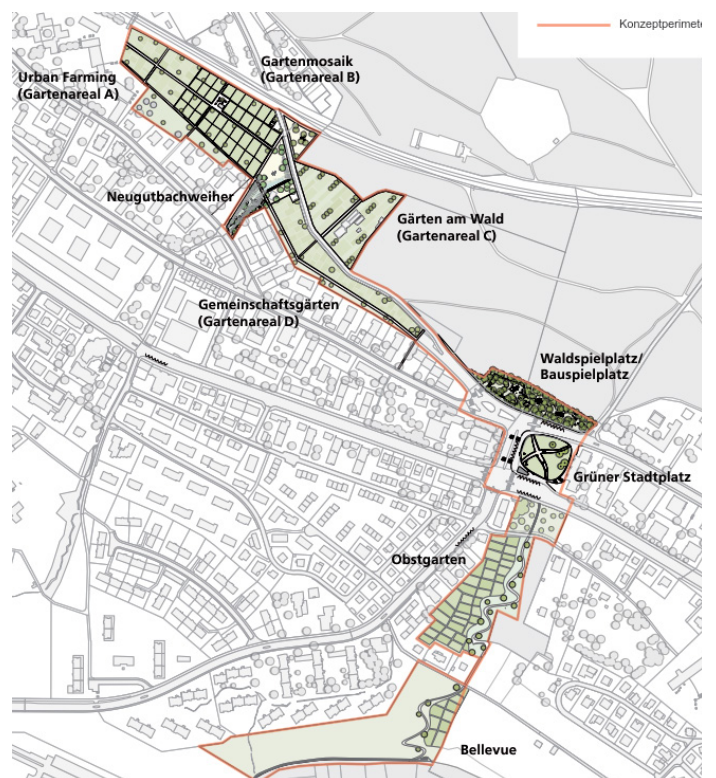 Konzeptperimete
Gartenmosaik
(Gartenareal B)
Urban Farming
(Gartenareal A)
Neugutbachweiher
Gärten am Wald
(Gartenareal C)
Gemeinschaftsgärten
(Gartenareal D)
Waldspielplatz/
Bauspielplatz
Grüner Stadtplatz
Obstgarten
Bellevue